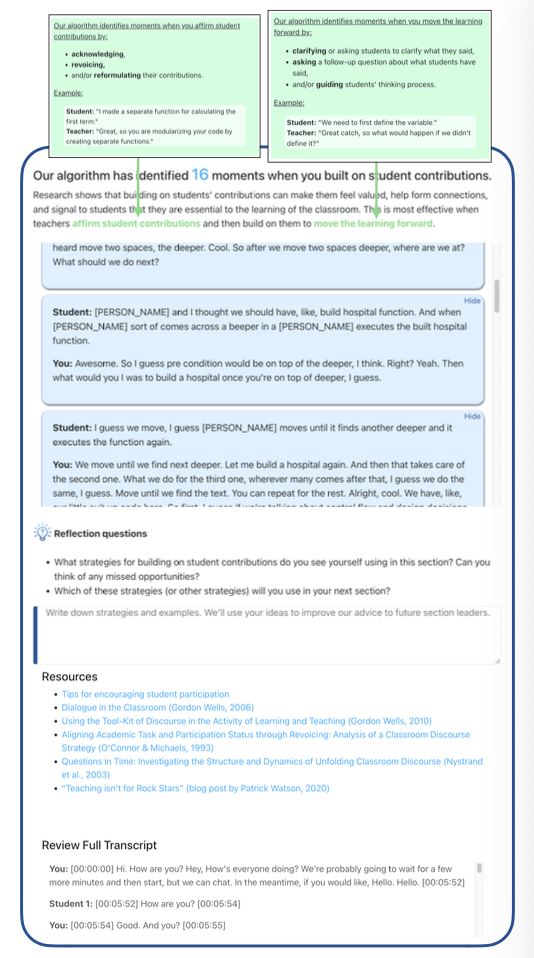 Our algorithm identifies moments when you affirm student
contributions by:
• acknowledging,
• revoicing,
• and/or reformulating their contributions.
Example:
Student: "I made a separate function for calculating the
first term."
Teacher: "Great, so you are modularizing your code by
creating separate functions."
Our algorithm identifies moments when you move the learning
forward by:
• clarifying or asking students to clarify what they said,
• asking a follow-up question about what students have
said,
• and/or guiding students' thinking process.
Example:
Student: "We need to first define the variable."
Teacher: "Great catch, so what would happen if we didn't
define it?"
Our algorithm has identified 16 moments when you built on student contributions.
Research shows that building on students' contributions can make them feel valued, help form connections,
and signal to students that they are essential to the learning of the classroom. This is most effective when
teachers affirm student contributions and then build on them to move the learning forward.
heard move two spaces, the deeper. Cool. So after we move two spaces deeper, where are we at?
What should we do next?
Hide
Student: [PERSON_NAME] and I thought we should have, like, build hospital function. And when
[PERSON_NAME] sort of comes across a beeper in a [PERSON_NAME] executes the built hospital
function.
You: Awesome. So I guess pre condition would be on top of the deeper, I think. Right? Yeah. Then
what would you I was to build a hospital once you're on top of deeper, I guess.
Hide
Student: I guess we move, I guess [PERSON_NAME] moves until it finds another deeper and it
executes the function again.
You: We move until we find next deeper. Let me build a hospital again. And then that takes care of
the second one. What we do for the third one, wherever many comes after that, I guess we do the
same, I guess. Move until we find the text. You can repeat for the rest. Alright, cool. We have, like,
Reflection questions
• What strategies for building on student contributions do you see yourself using in this section? Can you
think of any missed opportunities?
• Which of these strategies (or other strategies) will you use in your next section?
Write down strategies and examples. We'll use your ideas to improve our advice to future section leaders.
Resources
• Tips for encouraging student participation
• Dialogue in the Classroom (Gordon Wells, 2006)
• Using the Tool-Kit of Discourse in the Activity of Learning and Teaching (Gordon Wells, 2010)
• Aligning Academic Task and Participation Status through Revoicing: Analysis of a Classroom Discourse
Strategy (O'Connor & Michaels, 1993)
• Questions in Time: Investigating the Structure and Dynamics of Unfolding Classroom Discourse (Nystrand
et al., 2003)
• "Teaching isn't for Rock Stars" (blog post by Patrick Watson, 2020)
Review Full Transcript
You: [00:00:00] Hi. How are you? Hey, How's everyone doing? We're probably going to wait for a few
more minutes and then start, but we can chat. In the meantime, if you would like, Hello. Hello. [00:05:52]
Student 1: [00:05:52] How are you? [00:05:54]
You: [00:05:54] Good. And you? [00:05:55]